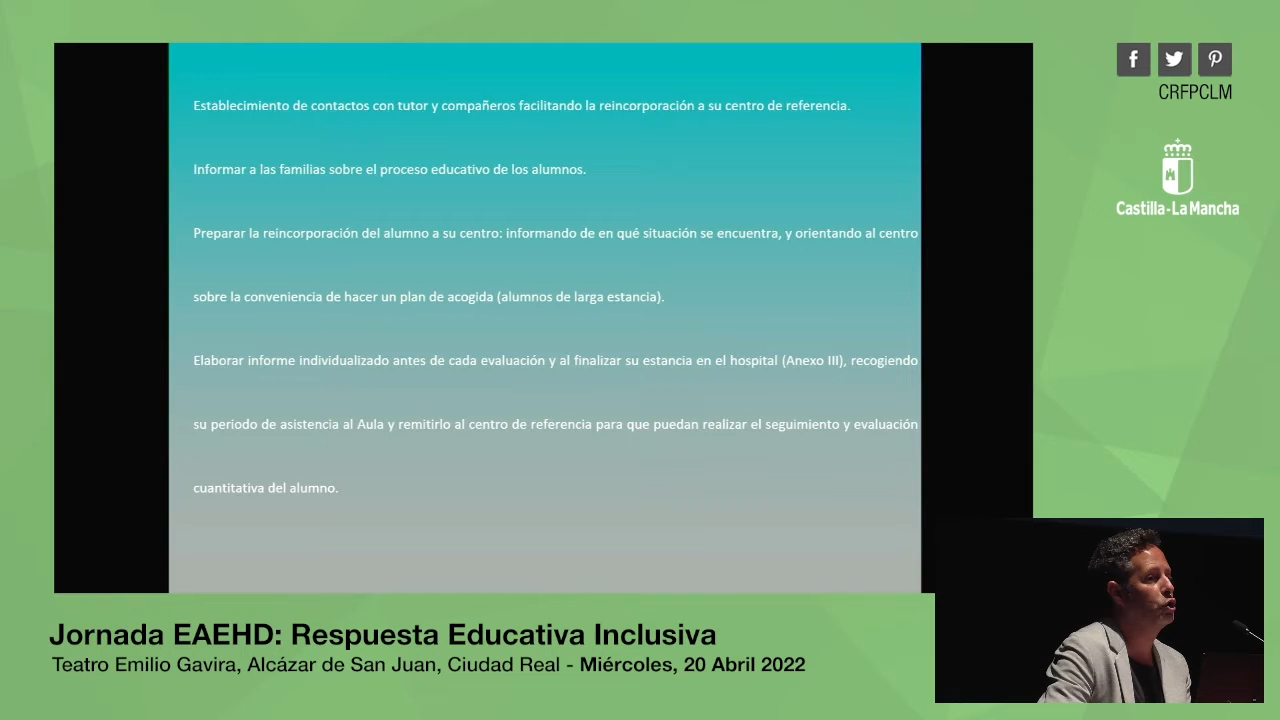 Establecimiento de contactos con tutor y compañeros facilitando la reincorporación a su centro de referencia.
Informar a las familias sobre el proceso educativo de los alumnos.
Preparar la reincorporación del alumno a su centro: informando de en qué situación se encuentra, y orientando al centro
sobre la conveniencia de hacer un plan de acogida (alumnos de larga estancia).
Elaborar informe individualizado antes de cada evaluación y al finalizar su estancia en el hospital (Anexo III), recogiendo
su periodo de asistencia al Aula y remitirlo al centro de referencia para que puedan realizar el seguimiento y evaluación
cuantitativa del alumno.
CRFPCLM
Castilla-La Mancha
Jornada EAEHD: Respuesta Educativa Inclusiva
Teatro Emilio Gavira, Alcázar de San Juan, Ciudad Real - Miércoles, 20 Abril 2022